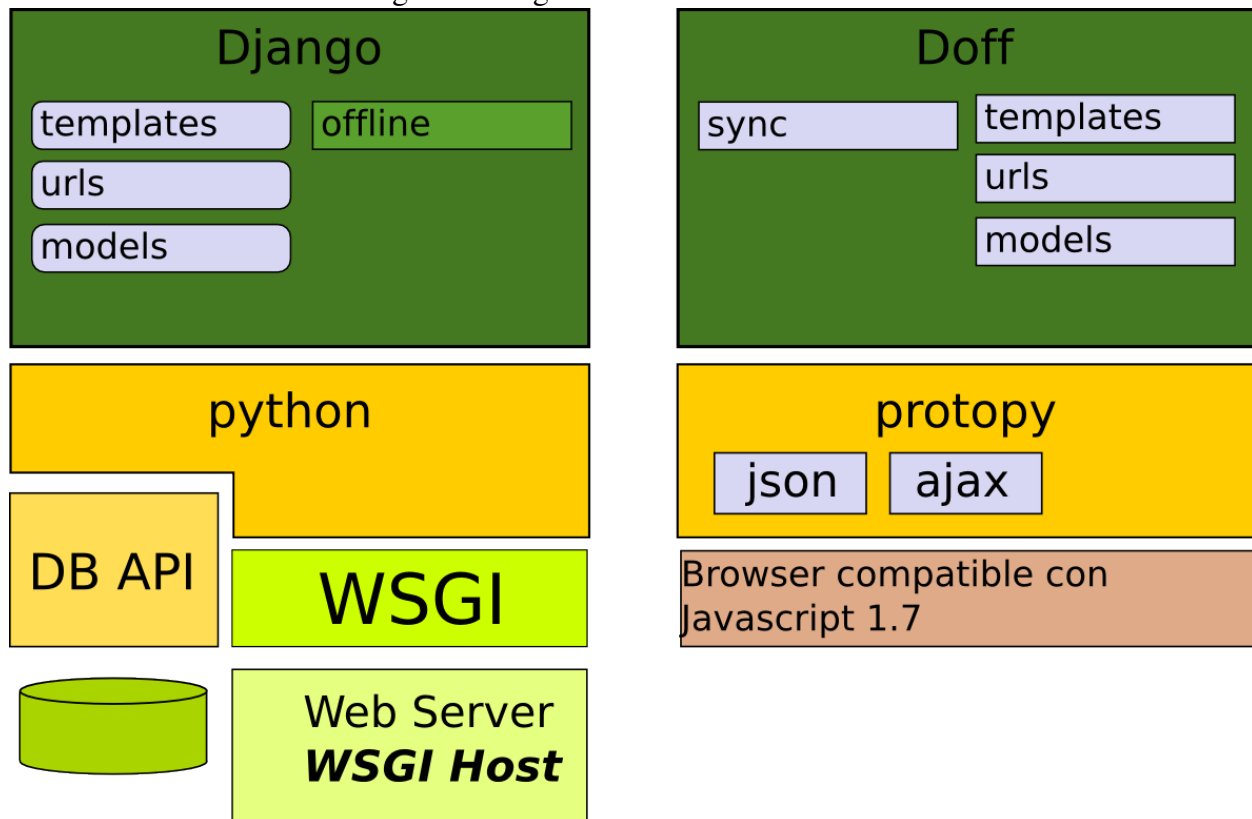 Django
templates
offline
urls
models
python
DB API
WSGI
Web Server
WSGI Host
Doff
sync
templates
urls
models
protopy
json
ajax
Browser compatible con
Javascript 1.7